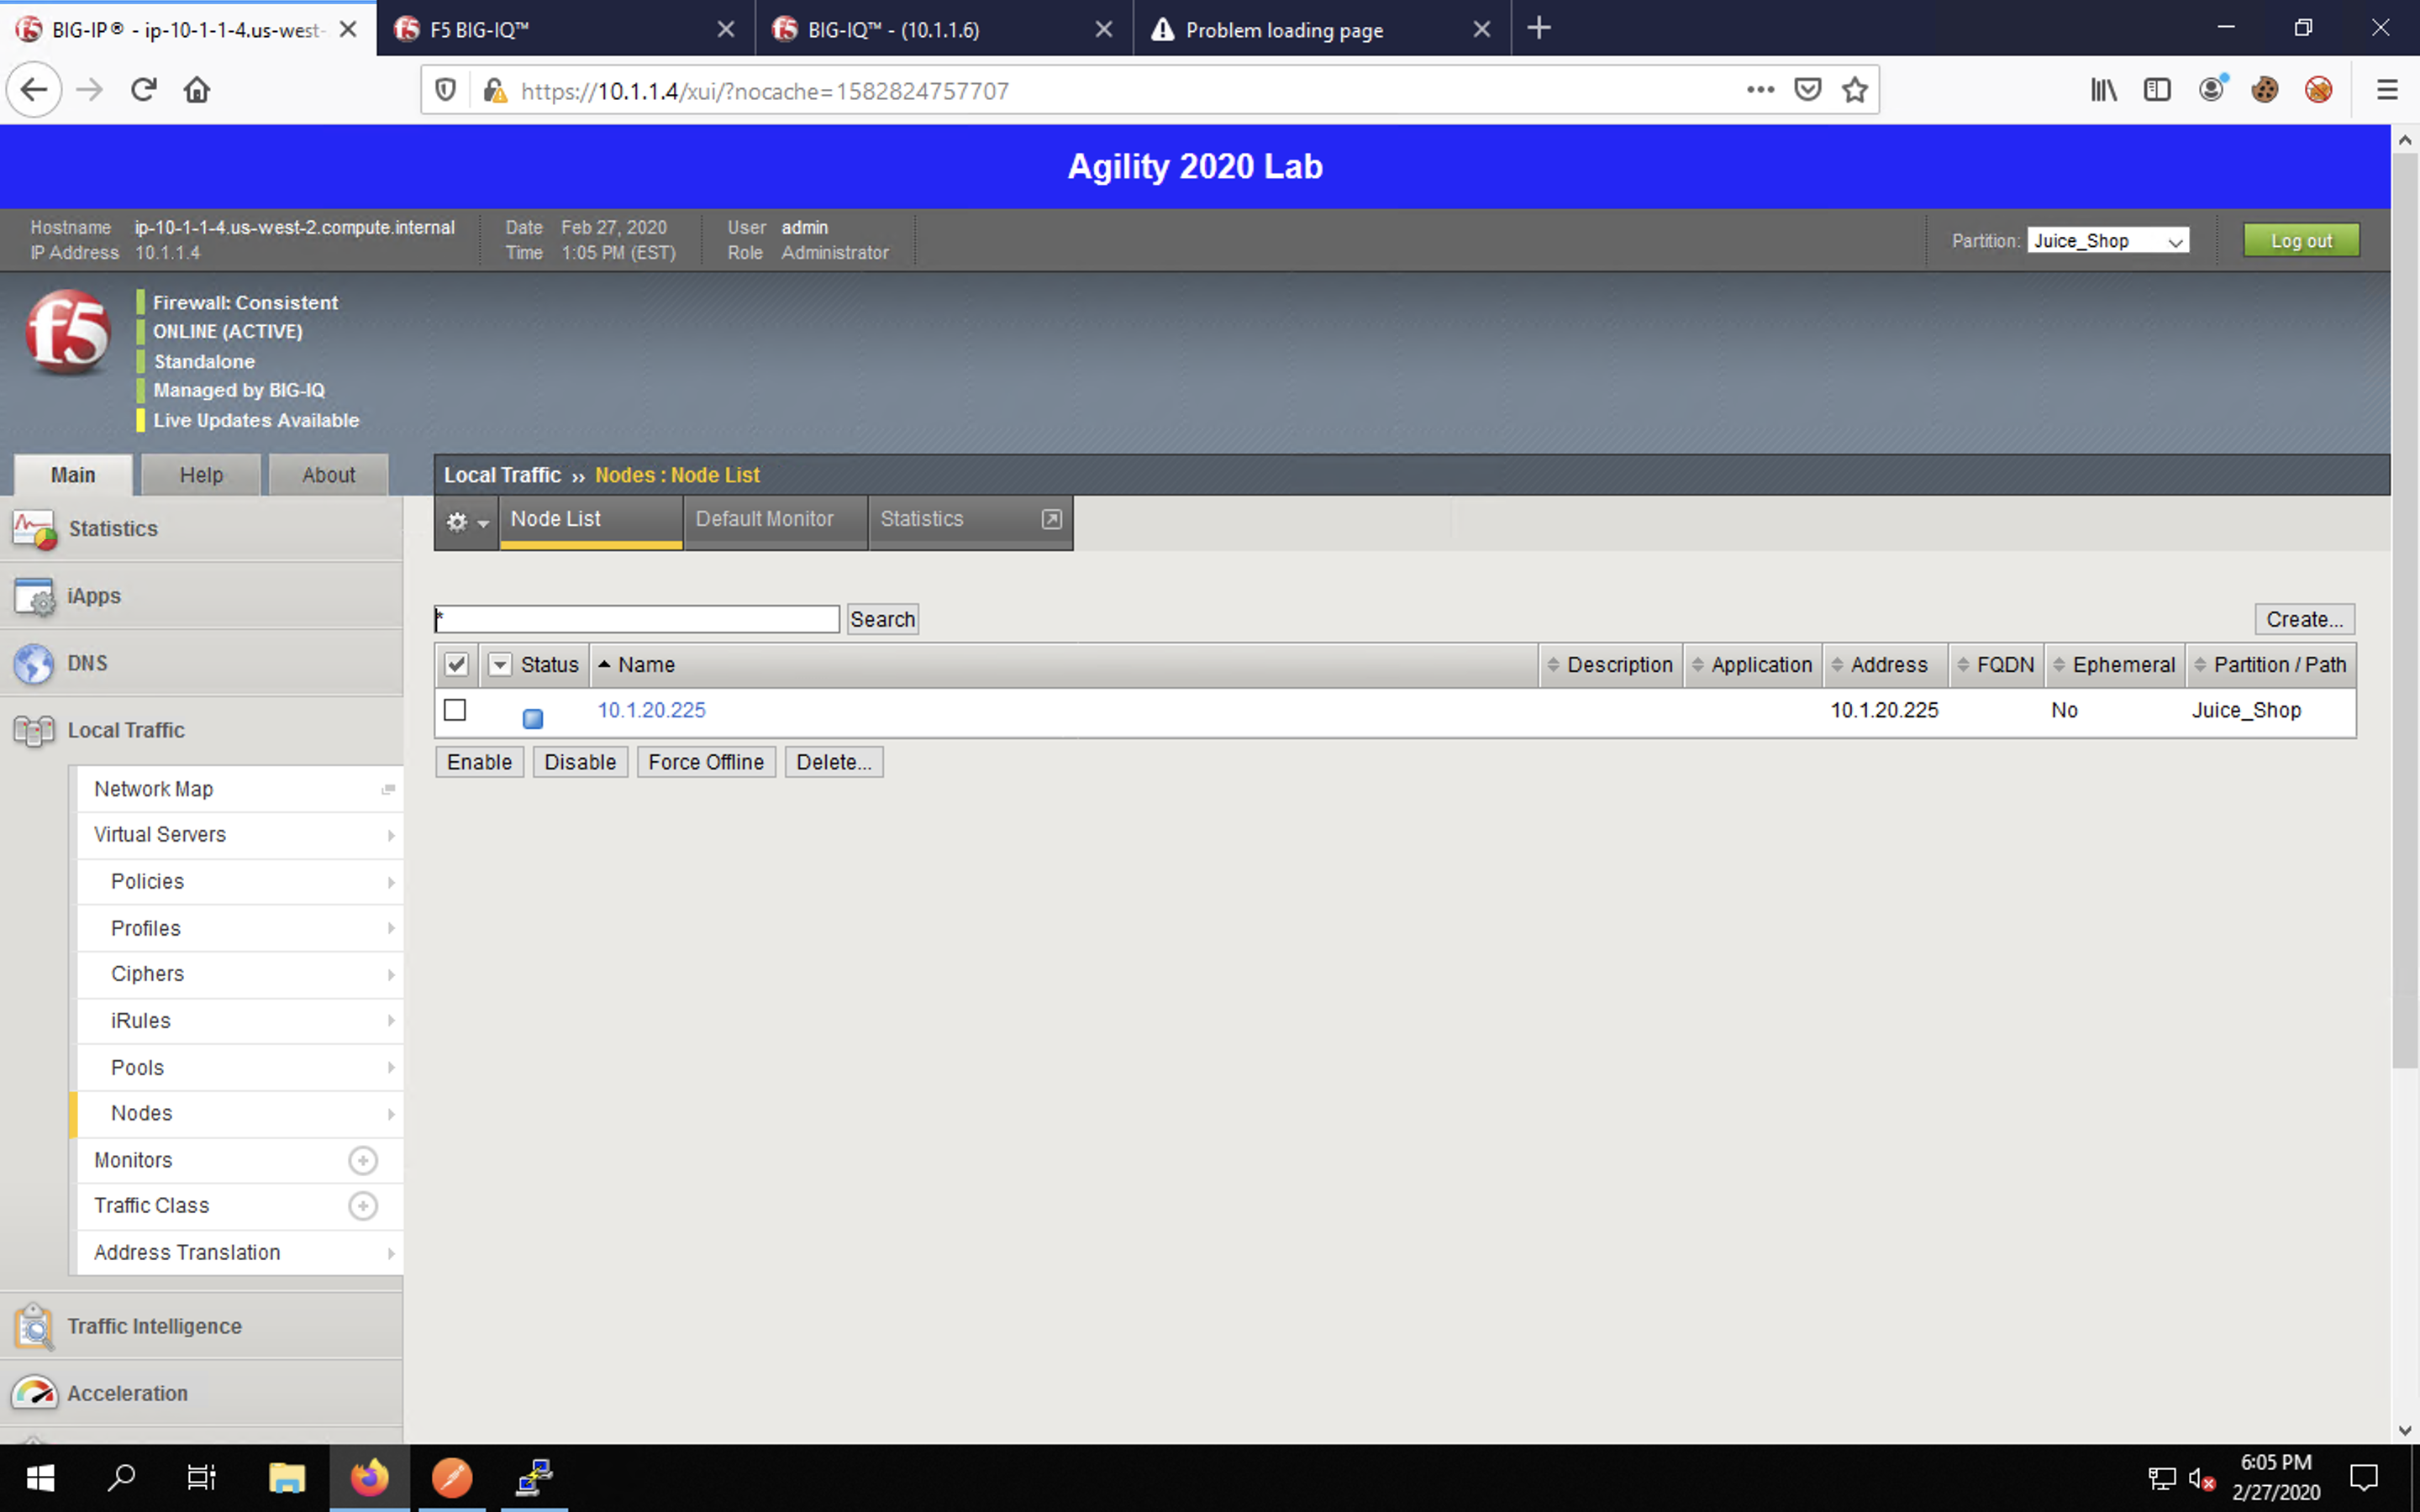 BIG-IP® - ip-10-1-1-4.us-west-
F5 BIG-IQ™
BIG-IQ™ - (10.1.1.6)
Problem loading page
https://10.1.1.4/xui/?nocache=1582824757707
Agility 2020 Lab
Hostname ip-10-1-1-4.us-west-2.compute.internal
IP Address 10.1.1.4
Date Feb 27, 2020
Time 1:05 PM (EST)
User admin
Role Administrator
Partition: Juice_Shop
Log out
f5
Firewall: Consistent
ONLINE (ACTIVE)
Standalone
Managed by BIG-IQ
Live Updates Available
Main Help About
Local Traffic ›› Nodes : Node List
Node List Default Monitor Statistics
Statistics
iApps
DNS
Local Traffic
Network Map
Virtual Servers
Policies
Profiles
Ciphers
iRules
Pools
Nodes
Monitors
Traffic Class
Address Translation
Traffic Intelligence
Acceleration
* Search Create...
Status Name Description Application Address FQDN Ephemeral Partition / Path
10.1.20.225 10.1.20.225 No Juice_Shop
Enable Disable Force Offline Delete...
6:05 PM
2/27/2020